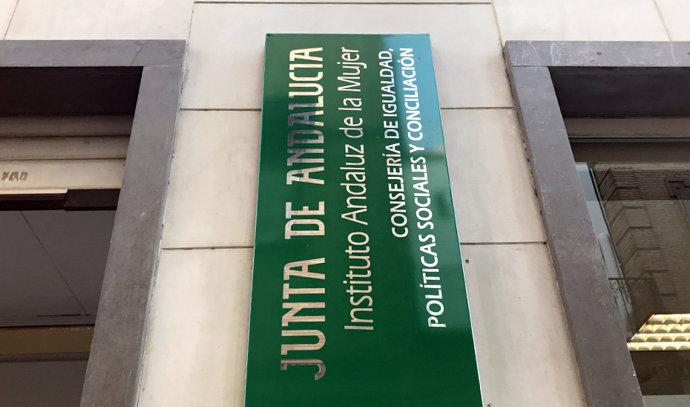 JUNTA DE ANDALUCIA
Instituto Andaluz de la Mujer
CONSEJERÍA DE IGUALDAD,
POLÍTICAS SOCIALES Y CONCILIACIÓN